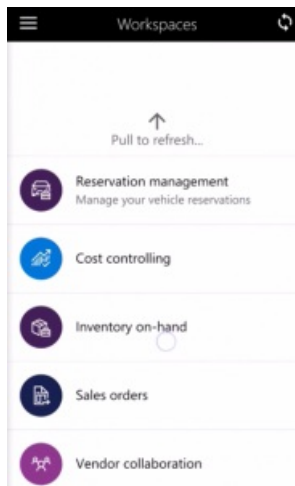 Workspaces
Pull to refresh...
Reservation management
Manage your vehicle reservations
Cost controlling
Inventory on-hand
Sales orders
Vendor collaboration